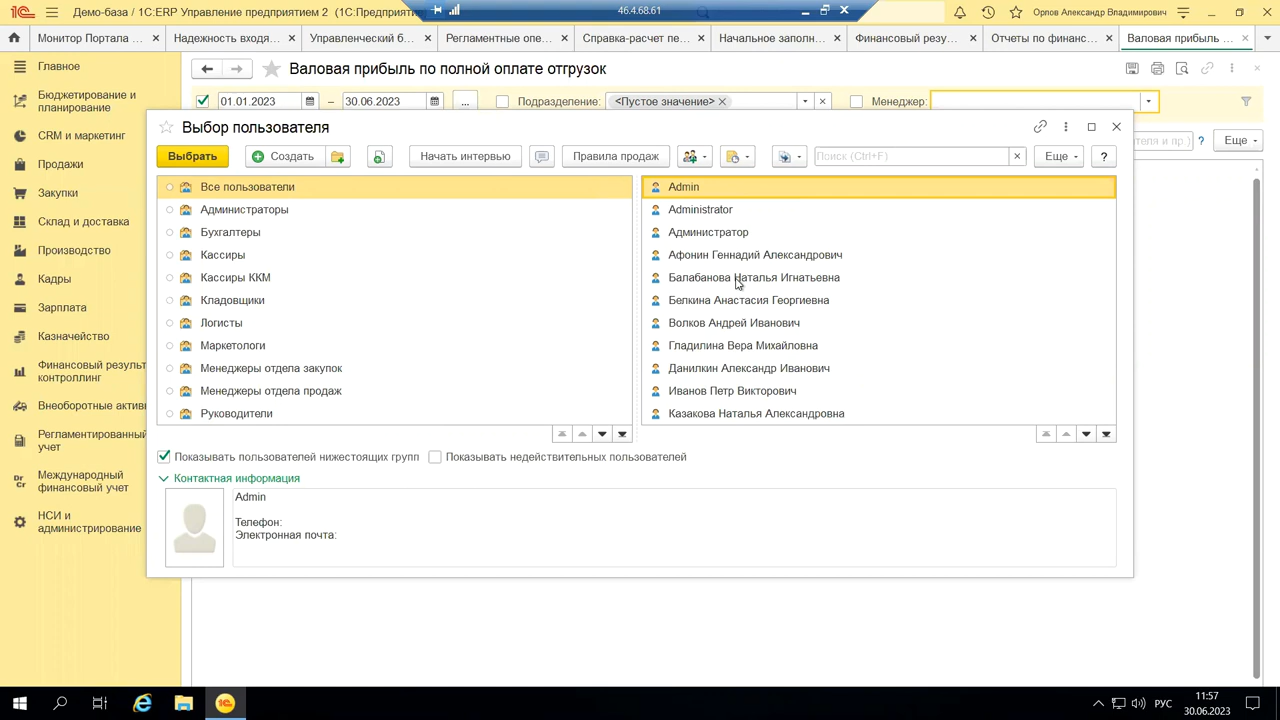 Демо-база / 1С:ERP Управление предприятием 2 (1С:Предприяти
46.4.68.61
Орлов Александр Владимирович
Монитор Портала ...
Надежность входя...
Управленческий б...
Регламентные опе...
Справка-расчет пе...
Начальное заполн...
Финансовый резу...
Отчеты по финанс...
Валовая прибыль ...
Главное
Бюджетирование и
планирование
CRM и маркетинг
Продажи
Закупки
Склад и доставка
Производство
Кадры
Зарплата
Казначейство
Финансовый результ
контроллинг
Внеоборотные актив
Регламентированный
учет
Международный
финансовый учет
НСИ и
администрирование
Валовая прибыль по полной оплате отгрузок
01.01.2023 – 30.06.2023 ... Подразделение: <Пустое значение> Менеджер:
теля и пр.) ? Еще
Выбор пользователя
Выбрать Создать Начать интервью Правила продаж Поиск (Ctrl+F) × Еще ?
Все пользователи
Администраторы
Бухгалтеры
Кассиры
Кассиры ККМ
Кладовщики
Логисты
Маркетологи
Менеджеры отдела закупок
Менеджеры отдела продаж
Руководители
Admin
Administrator
Администратор
Афонин Геннадий Александрович
Балабанова Наталья Игнатьевна
Белкина Анастасия Георгиевна
Волков Андрей Иванович
Гладилина Вера Михайловна
Данилкин Александр Иванович
Иванов Петр Викторович
Казакова Наталья Александровна
Показывать пользователей нижестоящих групп Показывать недействительных пользователей
Контактная информация
Admin
Телефон:
Электронная почта:
РУС
11:57
30.06.2023